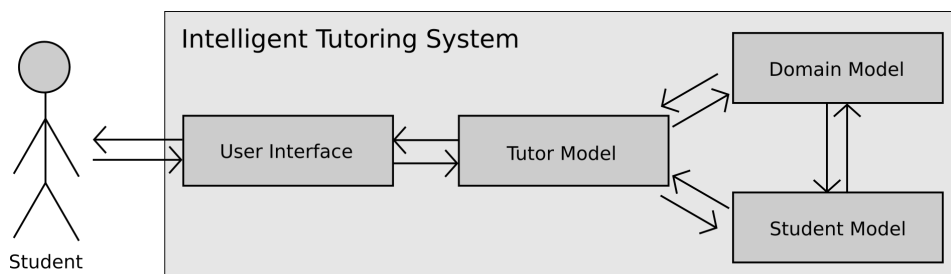 Intelligent Tutoring System
Domain Model
User Interface
Tutor Model
Student Model
Student